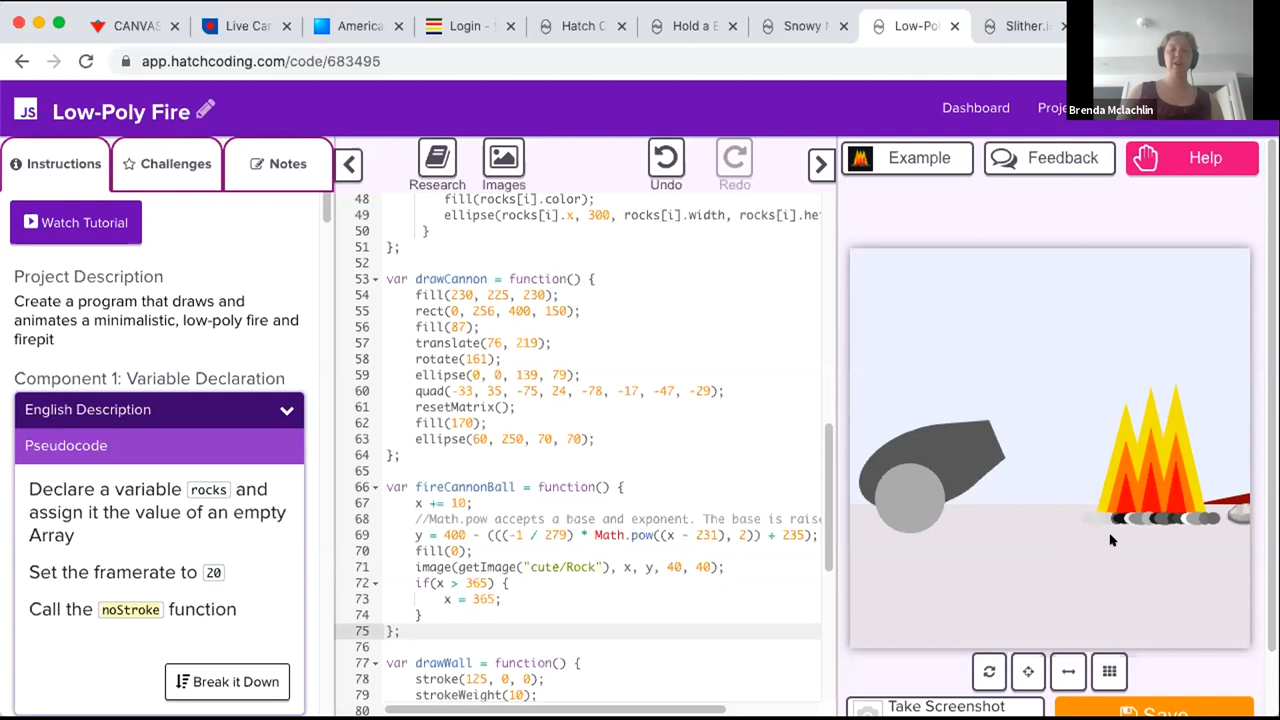 CANVAS
Live Car
America
Login -
Hatch C
Hold a B
Snowy M
Low-Pol
Slither.i
app.hatchcoding.com/code/683495
Brenda Mclachlin
JS
Low-Poly Fire
Dashboard
Proje
Instructions
Challenges
Notes
Research
Images
Undo
Redo
Example
Feedback
Help
Watch Tutorial
Project Description
Create a program that draws and
animates a minimalistic, low-poly fire and
firepit
Component 1: Variable Declaration
English Description
Pseudocode
Declare a variable rocks and
assign it the value of an empty
Array
Set the framerate to 20
Call the noStroke function
Break it Down
48 fill(rocks[i].color);
49 ellipse(rocks[i].x, 300, rocks[i].width, rocks[i].he
50 }
51 };
52
53 var drawCannon = function() {
54 fill(230, 225, 230);
55 rect(0, 256, 400, 150);
56 fill(87);
57 translate(76, 219);
58 rotate(161);
59 ellipse(0, 0, 139, 79);
60 quad(-33, 35, -75, 24, -78, -17, -47, -29);
61 resetMatrix();
62 fill(170);
63 ellipse(60, 250, 70, 70);
64 };
65
66 var fireCannonBall = function() {
67 x += 10;
68 //Math.pow accepts a base and exponent. The base is raise
69 y = 400 - (((-1 / 279) * Math.pow((x - 231), 2)) + 235);
70 fill(0);
71 image(getImage("cute/Rock"), x, y, 40, 40);
72 if(x > 365) {
73 x = 365;
74 }
75 };
76
77 var drawWall = function() {
78 stroke(125, 0, 0);
79 strokeWeight(10);
80
Take Screenshot
Save